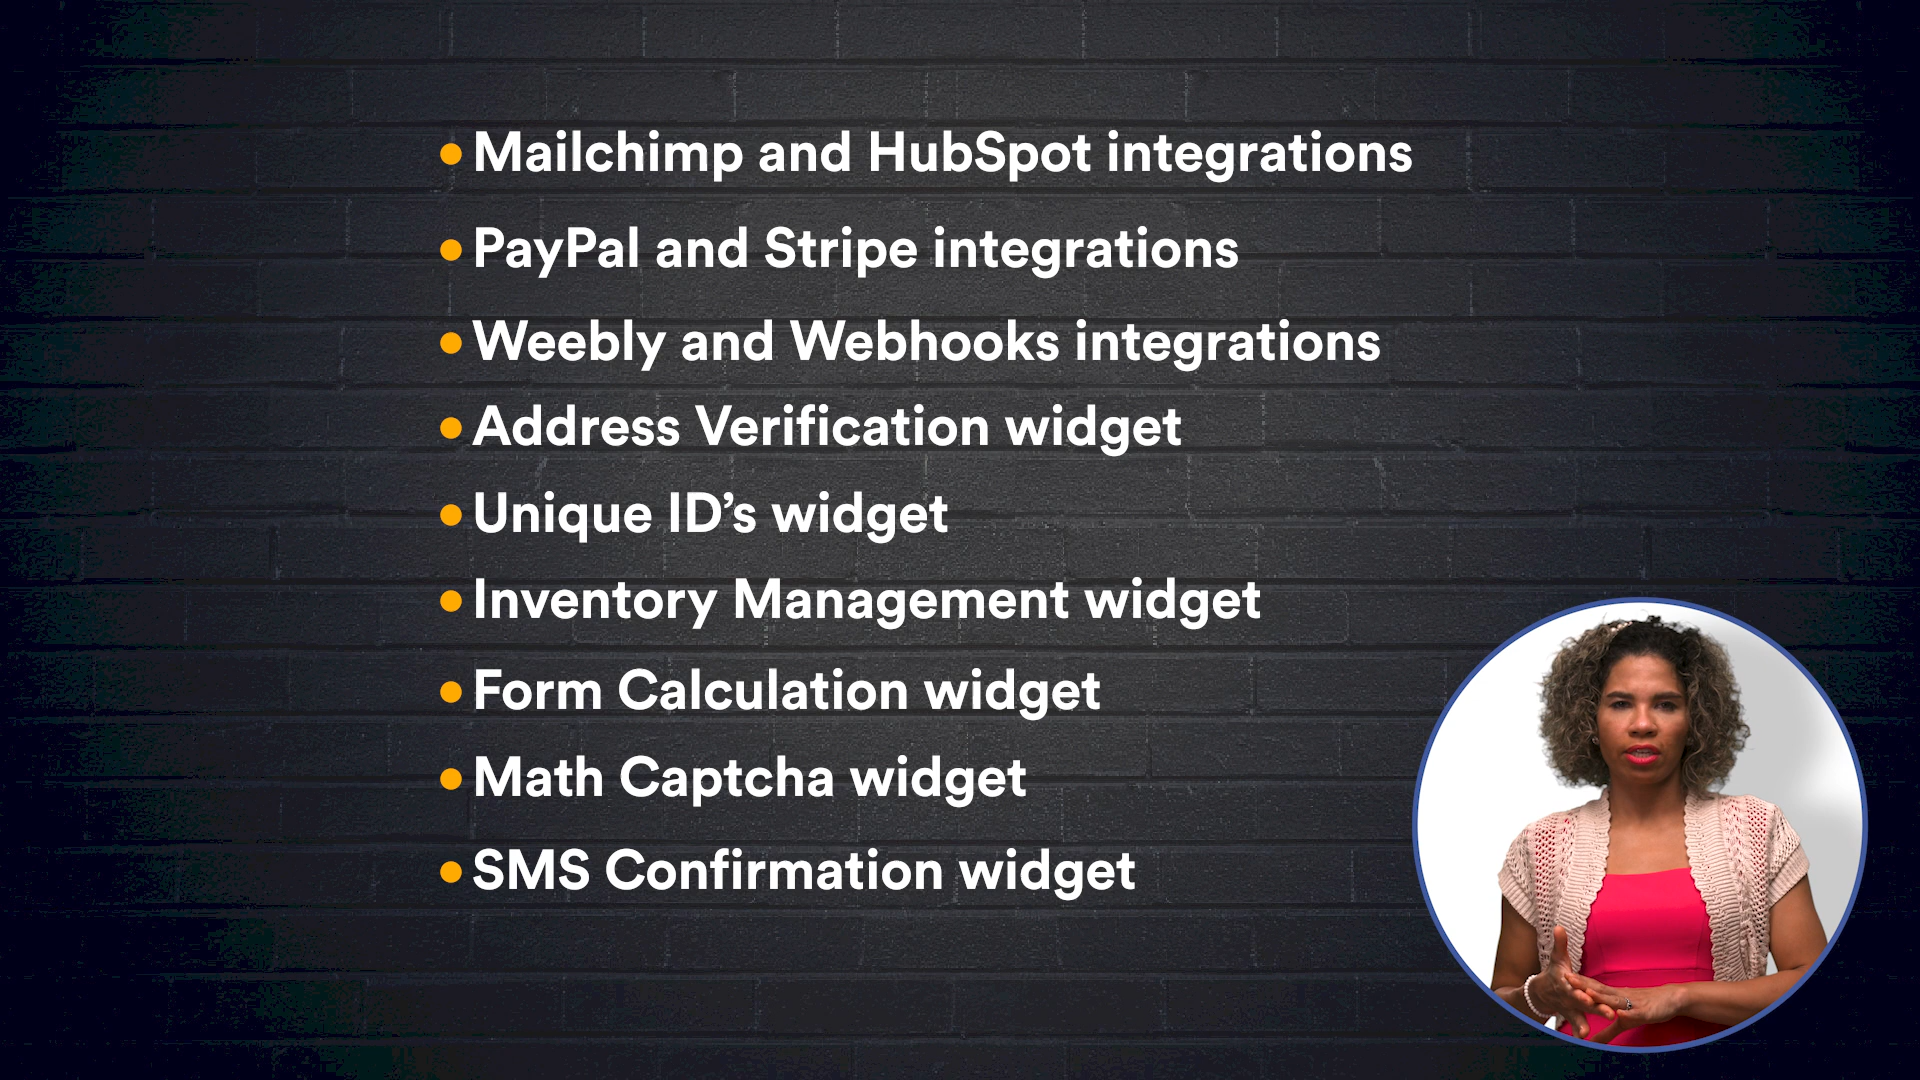 Mailchimp and HubSpot integrations
PayPal and Stripe integrations
Weebly and Webhooks integrations
Address Verification widget
Unique ID’s widget
Inventory Management widget
Form Calculation widget
Math Captcha widget
SMS Confirmation widget